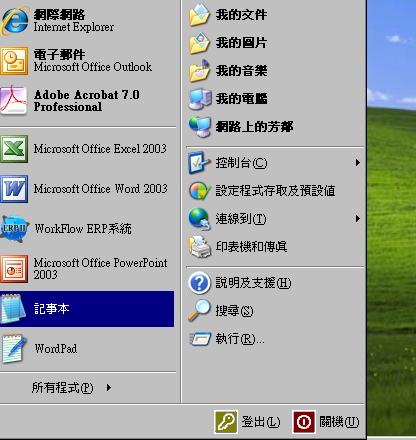 網際網路
Internet Explorer
電子郵件
Microsoft Office Outlook
Adobe Acrobat 7.0
Professional
Microsoft Office Excel 2003
Microsoft Office Word 2003
ERPII
WorkFlow ERP系統
Microsoft Office PowerPoint
2003
記事本
WordPad
所有程式(P)
我的文件
我的圖片
我的音樂
我的電腦
網路上的芳鄰
控制台(C)
設定程式存取及預設值
連線到(T)
印表機和傳真
說明及支援(H)
搜尋(S)
執行(R)...
登出(L)
關機(U)